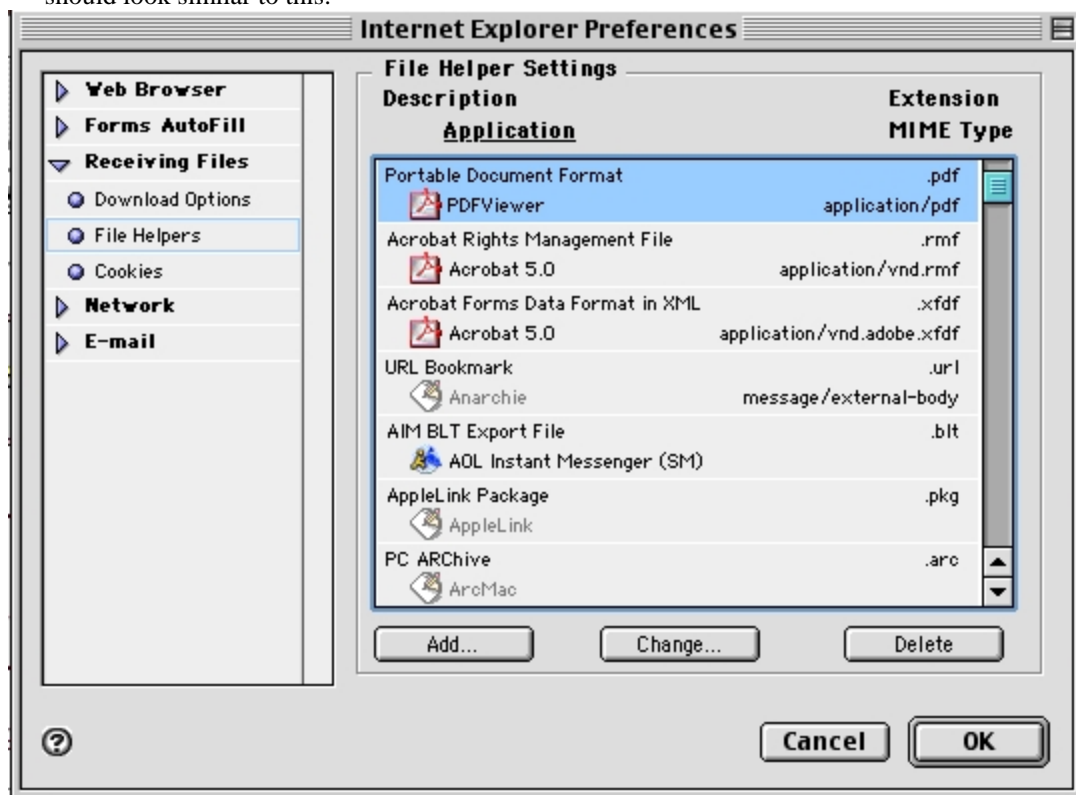 should look similar to this:
Internet Explorer Preferences
Web Browser
Forms AutoFill
Receiving Files
Download Options
File Helpers
Cookies
Network
E-mail
File Helper Settings
Description Extension
Application MIME Type
Portable Document Format .pdf
PDFViewer application/pdf
Acrobat Rights Management File .rmf
Acrobat 5.0 application/vnd.rmf
Acrobat Forms Data Format in XML .xfdf
Acrobat 5.0 application/vnd.adobe.xfdf
URL Bookmark .url
Anarchie message/external-body
AIM BLT Export File .blt
AOL Instant Messenger (SM)
AppleLink Package .pkg
AppleLink
PC ARChive .arc
ArcMac
Add... Change... Delete
?
Cancel OK